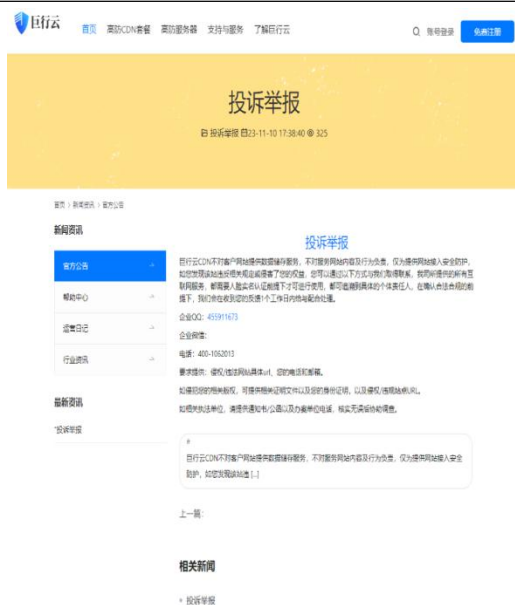 巨行云
首页 高防CDN套餐 高防服务器 支持与服务 了解巨行云 账号登录 免费注册
投诉举报
投诉举报 23-11-10 17:38:40 325
首页 › 新闻资讯 › 官方公告
新闻资讯
官方公告
帮助中心
运营日记
行业资讯
最新资讯
投诉举报
投诉举报
巨行云CDN不对客户网站提供数据储存服务，不对服务网站内容及行为负责，仅为提供网站接入安全防护，
如您发现该站违反相关规定或侵害了您的权益，您可以通过以下方式与我们取得联系，我司所提供的所有互
联网服务，都需要人脸实名认证前提下才可进行使用，都可追溯到具体的个体责任人，在确认合法合规的前
提下，我们会在收到您的反馈1个工作日内给与配合处理。
企业QQ：455911673
企业微信：
电话：400-1062013
要求提供：侵权/违法网站具体url、您的电话和邮箱。
如侵犯您的相关版权，可提供相关证明文件以及您的身份证明，以及侵权/违规站点URL。
如相关执法单位，请提供通知书/公函以及办案单位电话，核实无误后协助调查。
#
巨行云CDN不对客户网站提供数据储存服务，不对服务网站内容及行为负责，仅为提供网站接入安全
防护，如您发现该站违 [...]
上一篇：
相关新闻
投诉举报